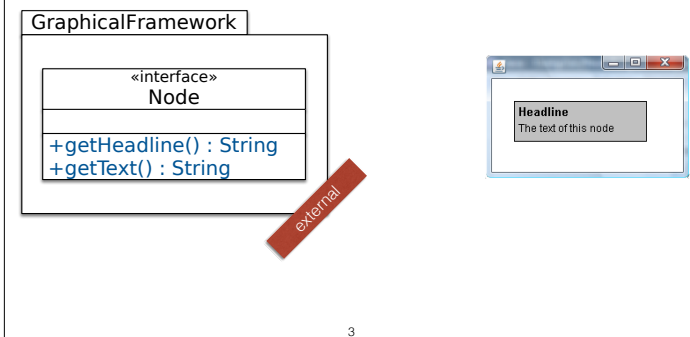 GraphicalFramework
«interface»
Node
+getHeadline() : String
+getText() : String
external
Headline
The text of this node
3